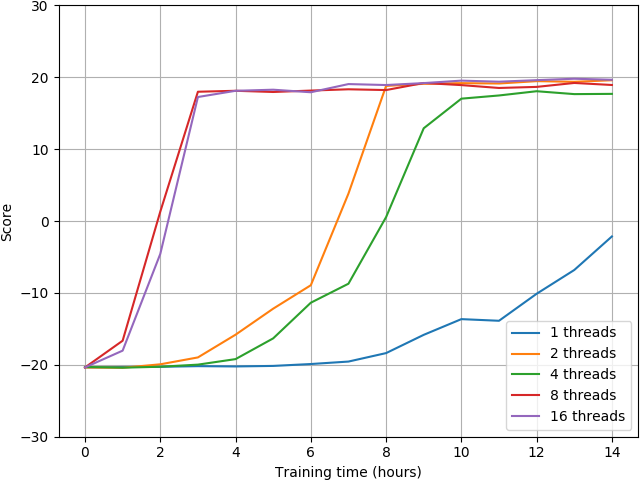 30
20
10
0
−10
−20
−30
Score
0 2 4 6 8 10 12 14
Training time (hours)
1 threads
2 threads
4 threads
8 threads
16 threads